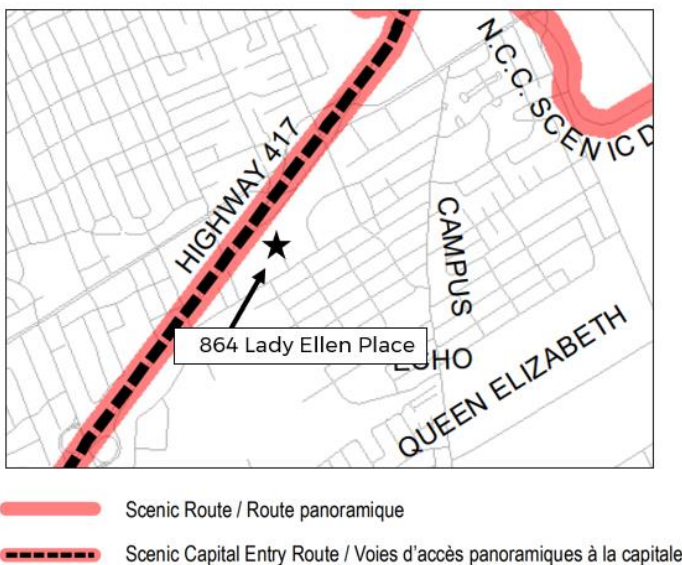 N.C.C. SCENIC D
HIGHWAY 417
CAMPUS
864 Lady Ellen Place
ECHO
QUEEN ELIZABETH
Scenic Route / Route panoramique
Scenic Capital Entry Route / Voies d'accès panoramiques à la capitale